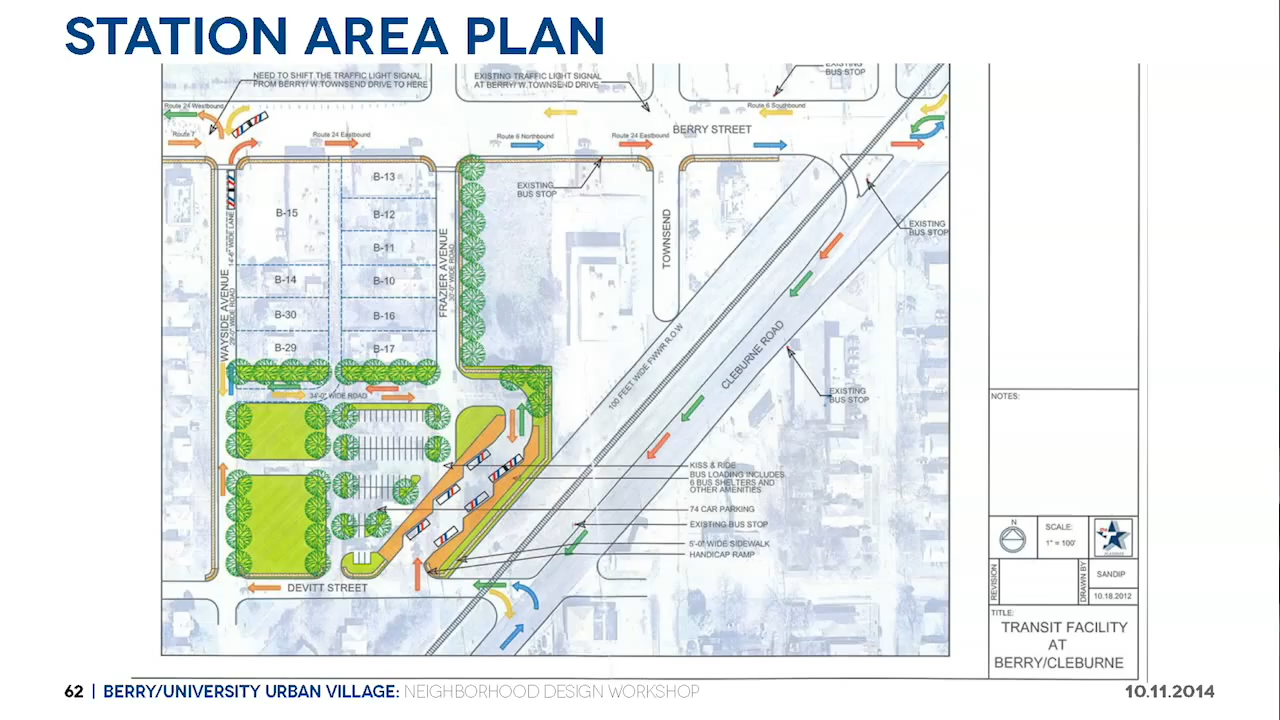 STATION AREA PLAN
NEED TO SHIFT THE TRAFFIC LIGHT SIGNAL
FROM BERRY/ W.TOWNSEND DRIVE TO HERE
EXISTING TRAFFIC LIGHT SIGNAL
AT BERRY/ W.TOWNSEND DRIVE
EXISTING
BUS STOP
Route 24 Westbound
Route 6 Southbound
Route 7
Route 24 Eastbound
Route 6 Northbound
Route 24 Eastbound
BERRY STREET
EXISTING
BUS STOP
EXISTING
BUS STOP
B-13
B-15
B-12
B-11
B-14
B-10
B-30
B-16
B-29
B-17
WAYSIDE AVENUE
FRAZIER AVENUE
30'-0" WIDE ROAD
TOWNSEND
100 FEET WIDE FWWR R.O.W
CLEBURNE ROAD
EXISTING
BUS STOP
34'-0" WIDE ROAD
KISS & RIDE
BUS LOADING INCLUDES
6 BUS SHELTERS AND
OTHER AMENITIES
74 CAR PARKING
EXISTING BUS STOP
5'-0" WIDE SIDEWALK
HANDICAP RAMP
DEVITT STREET
NOTES:
N
SCALE:
1" = 100'
REVISION
DRAWN BY
SANDIP
10.18.2012
TITLE:
TRANSIT FACILITY
AT
BERRY/CLEBURNE
62 | BERRY/UNIVERSITY URBAN VILLAGE: NEIGHBORHOOD DESIGN WORKSHOP
10.11.2014